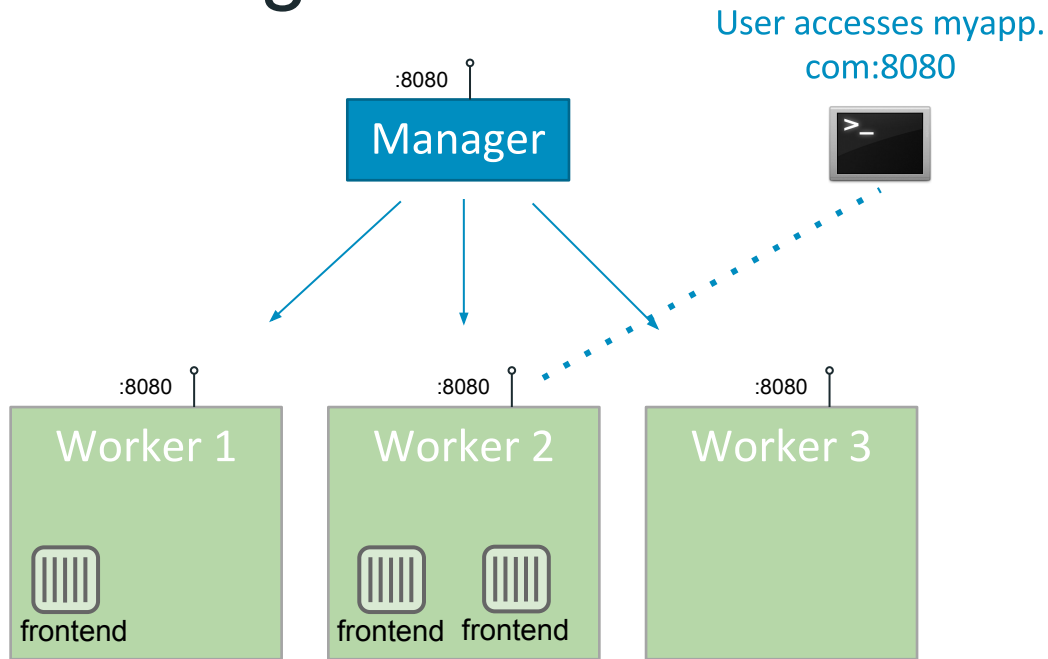 User accesses myapp.
com:8080
:8080
Manager
>_
:8080
:8080
:8080
Worker 1
Worker 2
Worker 3
frontend
frontend
frontend